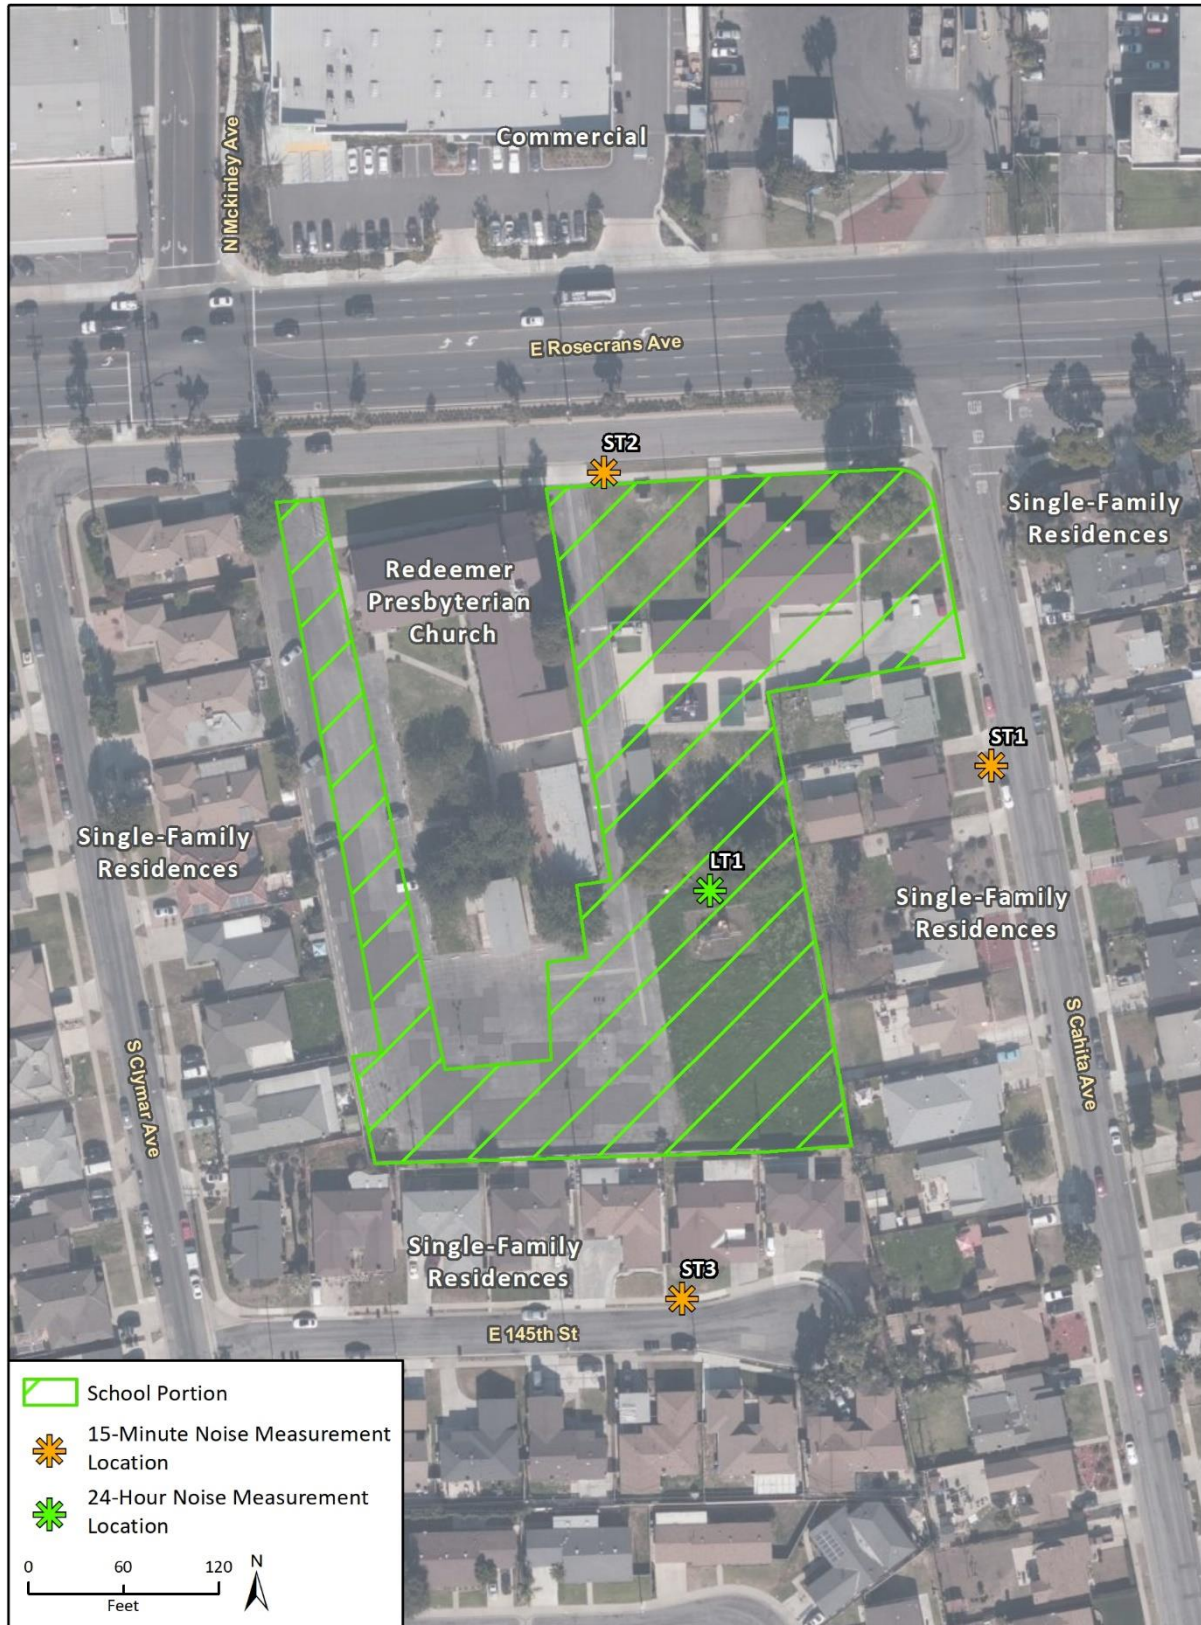 Commercial
N Mckinley Ave
E Rosecrans Ave
ST2
Single-Family
Residences
Redeemer
Presbyterian
Church
ST1
Single-Family
Residences
LT1
Single-Family
Residences
S Clymar Ave
S Cahita Ave
Single-Family
Residences
ST3
E 145th St
School Portion
15-Minute Noise Measurement
Location
24-Hour Noise Measurement
Location
0 60 120
Feet
N